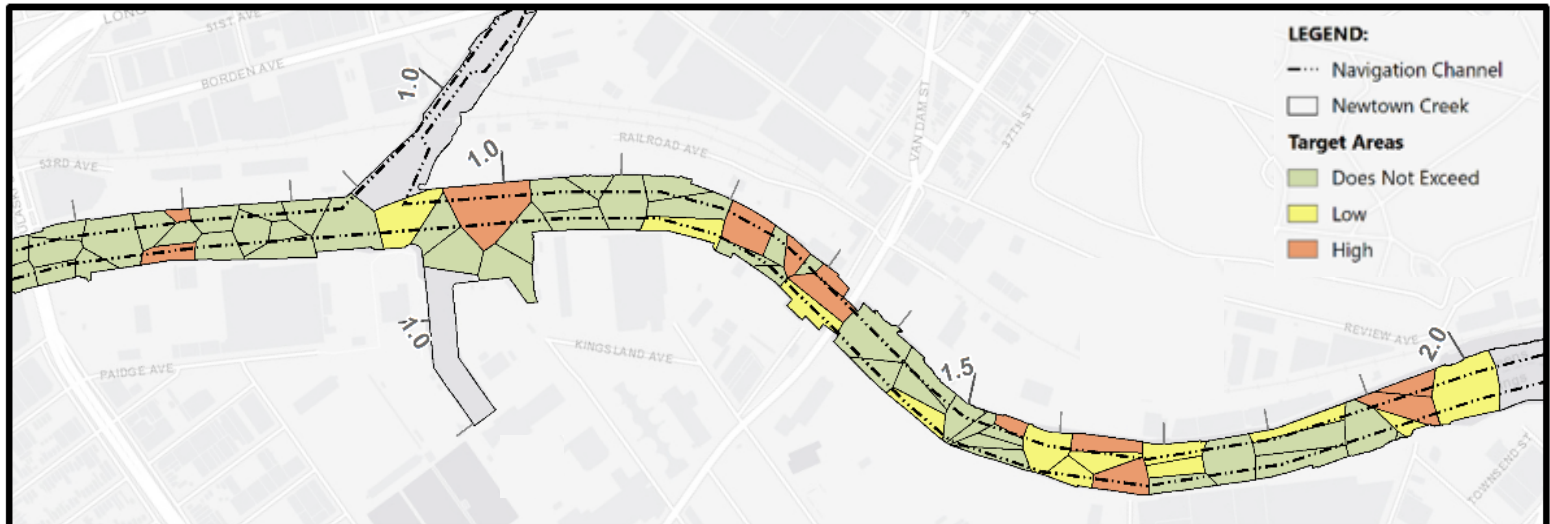 LONG
51ST AVE
BORDEN AVE
53RD AVE
1.0
1.0
RAILROAD AVE
VAN DAM ST
37TH ST
LEGEND:
Navigation Channel
Newtown Creek
Target Areas
Does Not Exceed
Low
High
1.0
PAIDGE AVE
KINGSLAND AVE
1.5
REVIEW AVE
2.0
TOWNSEND ST